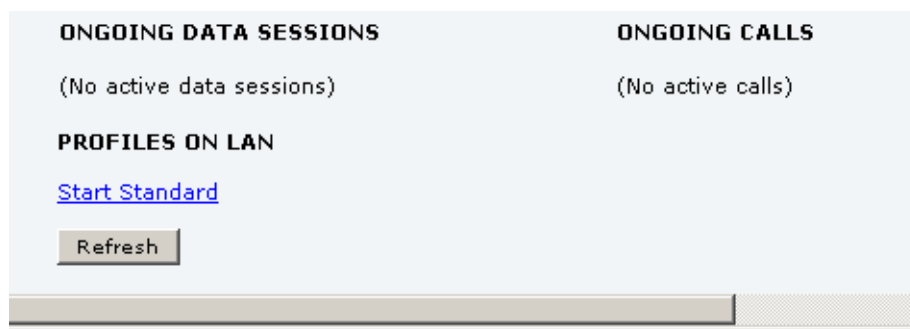 ONGOING DATA SESSIONS
ONGOING CALLS
(No active data sessions)
(No active calls)
PROFILES ON LAN
Start Standard
Refresh